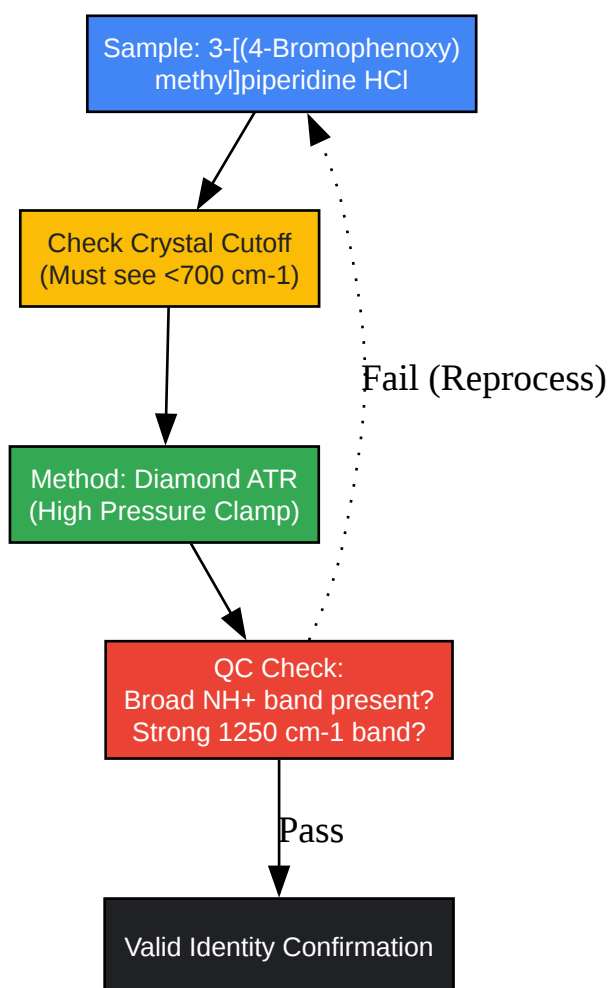 Sample: 3-[(4-Bromophenoxy)
methyl]piperidine HCl
Check Crystal Cutoff
(Must see <700 cm-1)
Fail (Reprocess)
Method: Diamond ATR
(High Pressure Clamp)
QC Check:
Broad NH+ band present?
Strong 1250 cm-1 band?
Pass
Valid Identity Confirmation